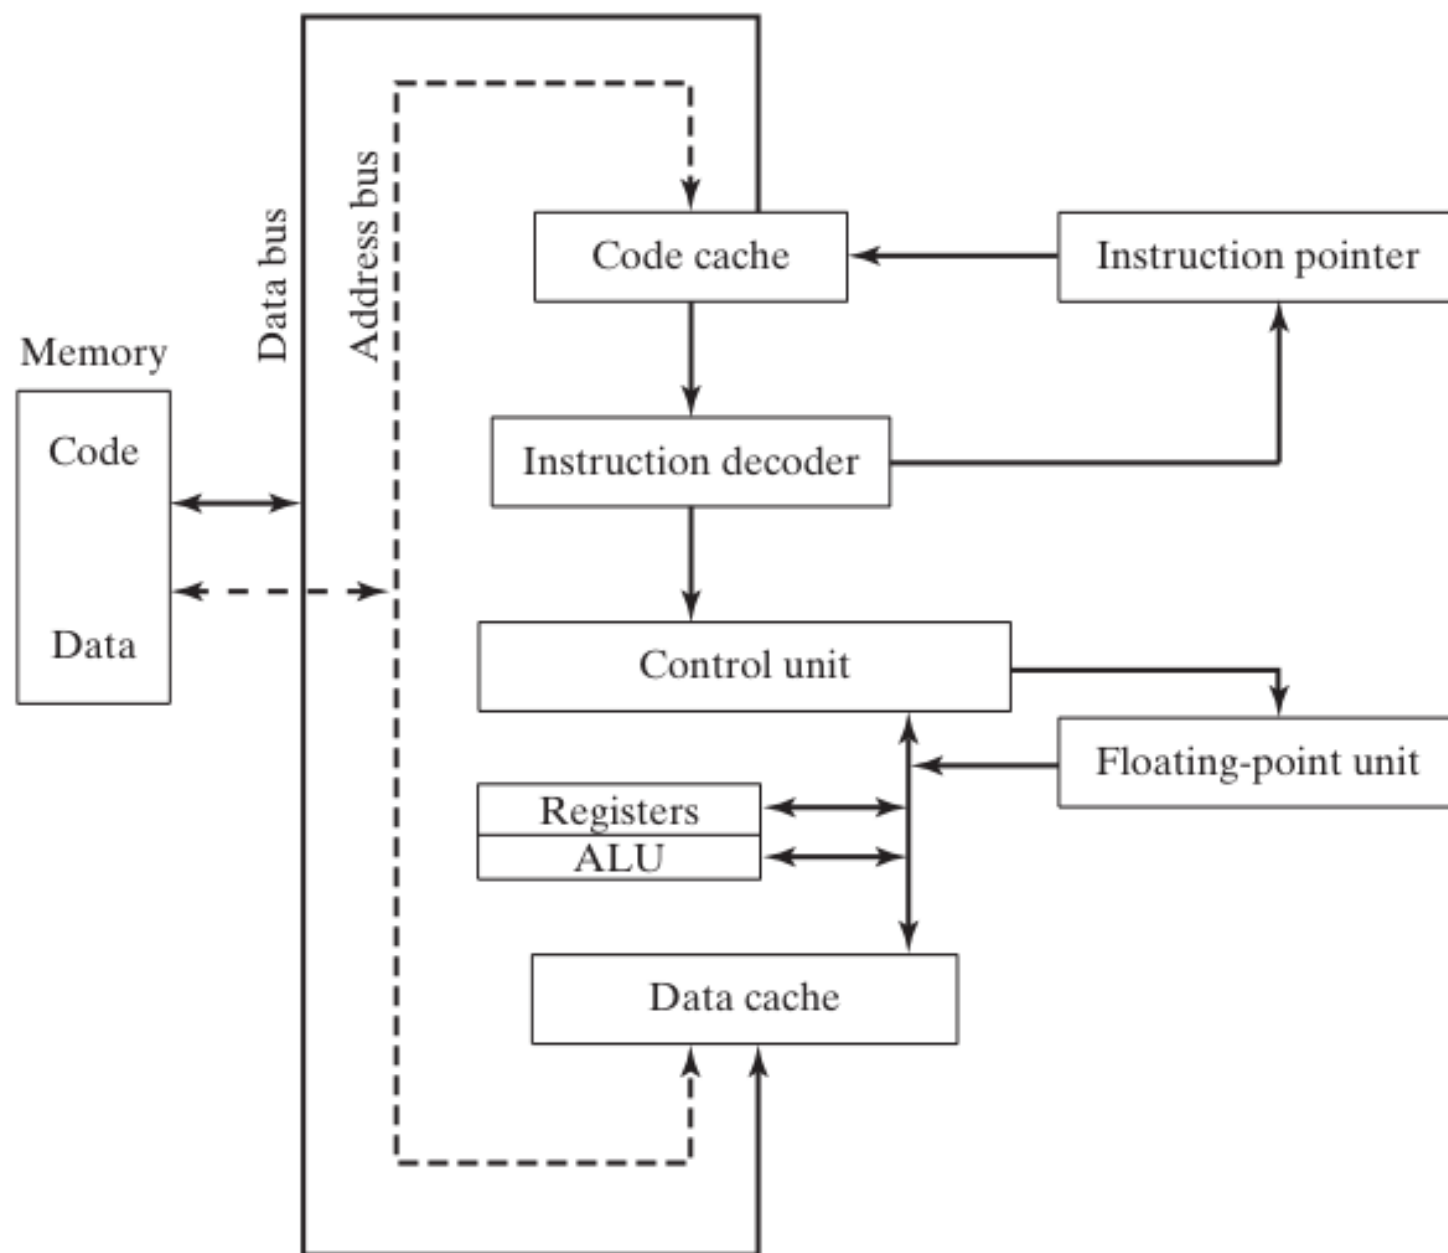 Data bus
Address bus
Code cache
Instruction pointer
Memory
Code
Data
Instruction decoder
Control unit
Floating-point unit
Registers
ALU
Data cache